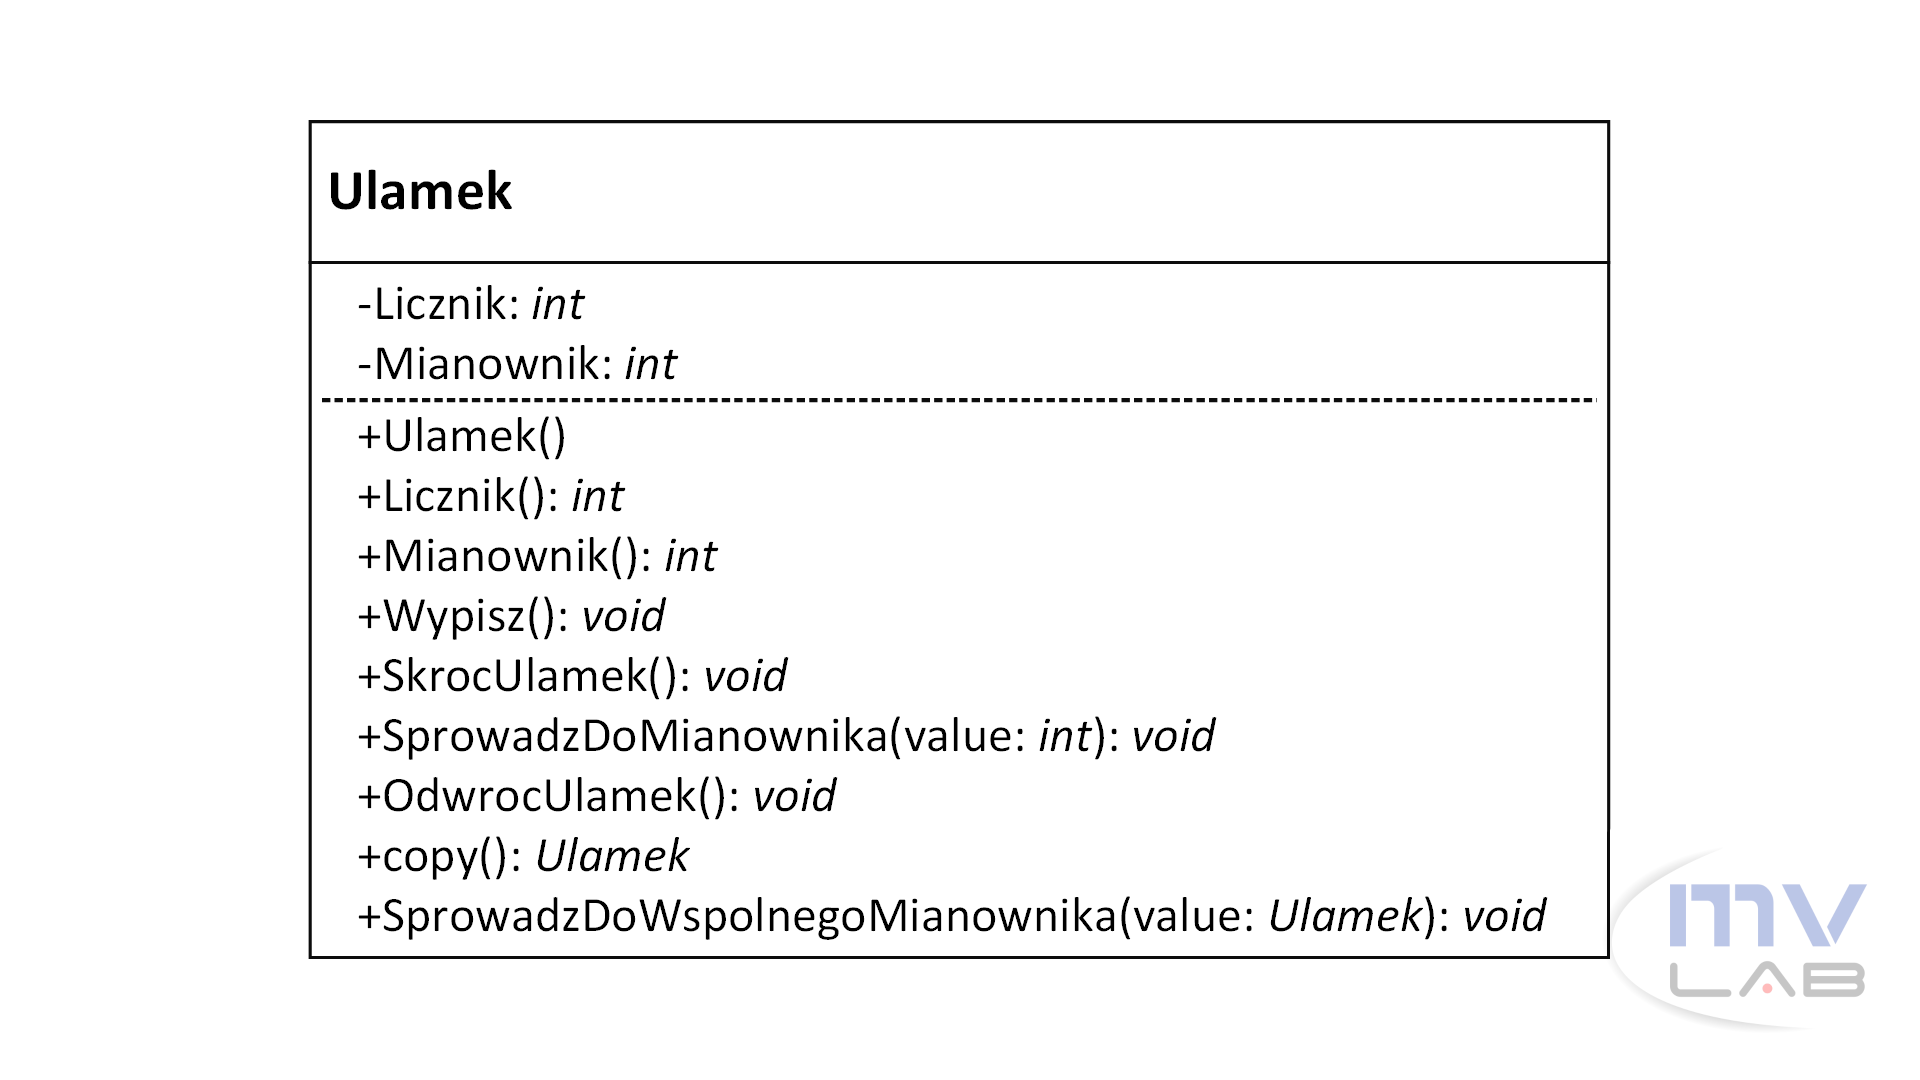 Ulamek
-Licznik: int
-Mianownik: int
+Ulamek()
+Licznik(): int
+Mianownik(): int
+Wypisz(): void
+SkrocUlamek(): void
+SprowadzDoMianownika(value: int): void
+OdwrocUlamek(): void
+copy(): Ulamek
+SprowadzDoWspolnegoMianownika(value: Ulamek): void
mv
LAB